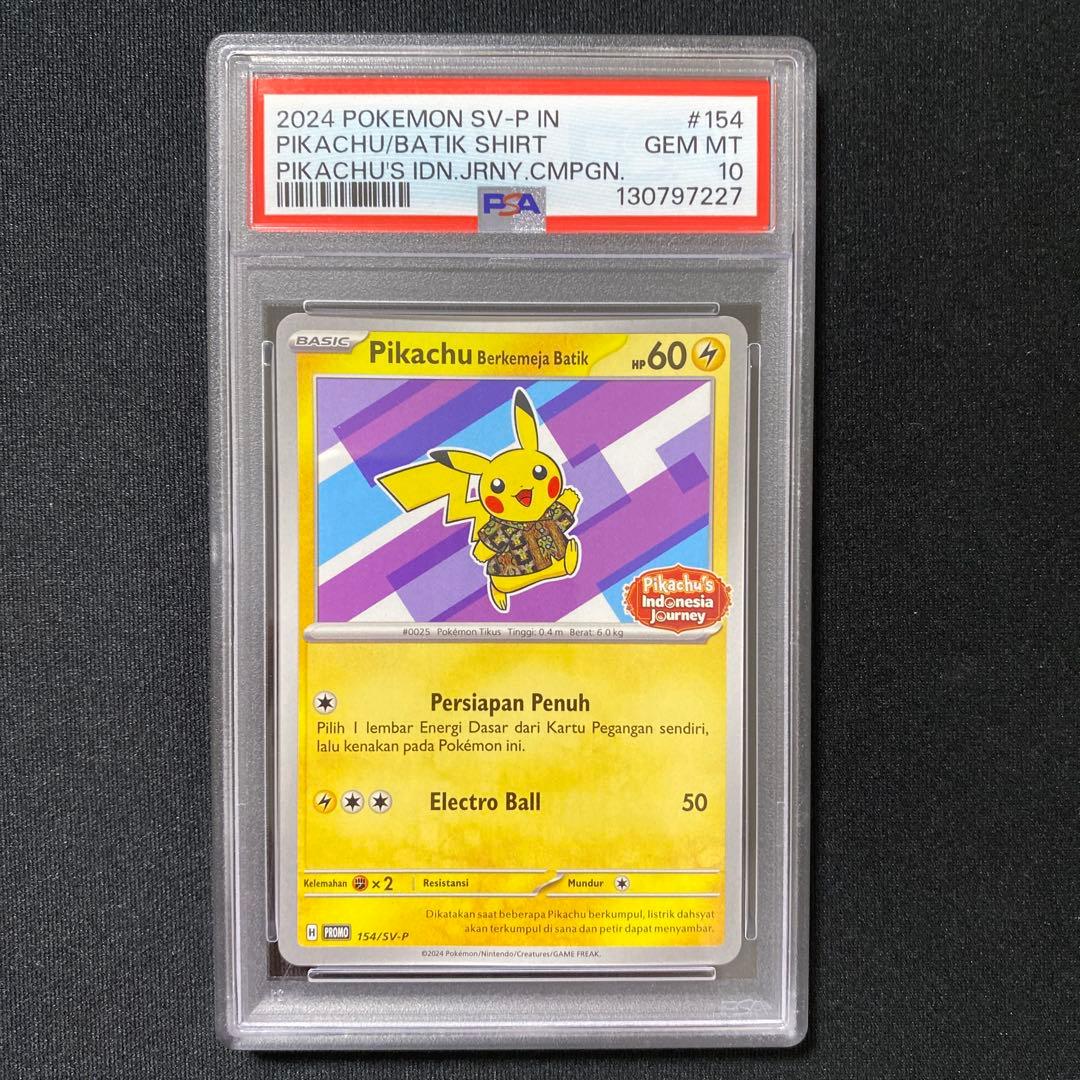 2024 POKEMON SV-P IN #154
PIKACHU/BATIK SHIRT GEM MT
PIKACHU'S IDN.JRNY.CMPGN. 10
PSA 130797227
BASIC Pikachu Berkemeja Batik HP 60
Pikachu's
Indonesia
Journey
#0025 Pokémon Tikus Tinggi: 0.4 m Berat: 6.0 kg
Persiapan Penuh
Pilih 1 lembar Energi Dasar dari Kartu Pegangan sendiri,
lalu kenakan pada Pokémon ini.
Electro Ball 50
Kelemahan ×2 Resistansi Mundur
Dikatakan saat beberapa Pikachu berkumpul, listrik dahsyat
akan terkumpul di sana dan petir dapat menyambar.
H PROMO 154/SV-P
©2024 Pokémon/Nintendo/Creatures/GAME FREAK.